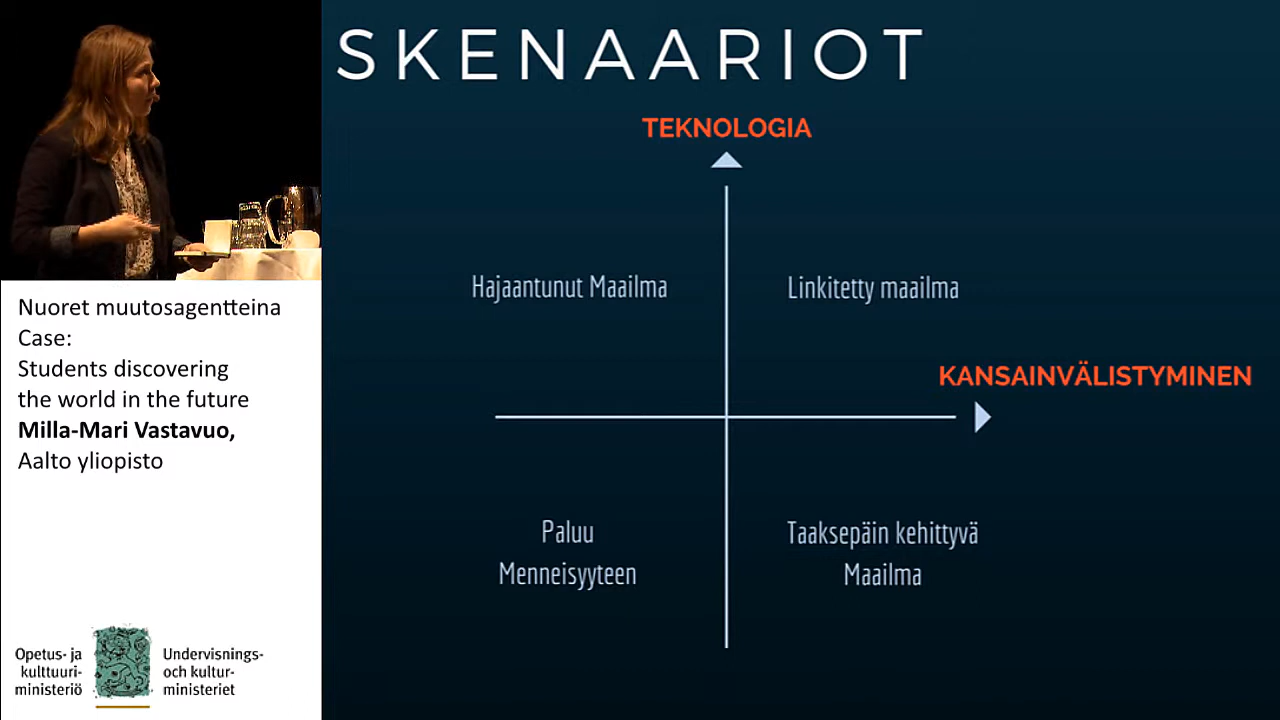 SKENAARIOT
TEKNOLOGIA
Hajaantunut Maailma
Linkitetty maailma
KANSAINVÄLISTYMINEN
Paluu
Menneisyyteen
Taaksepäin kehittyvä
Maailma
Nuoret muutosagentteina
Case:
Students discovering
the world in the future
Milla-Mari Vastavuo,
Aalto yliopisto
Opetus- ja
kulttuuri-
ministeriö
Undervisnings-
och kultur-
ministeriet